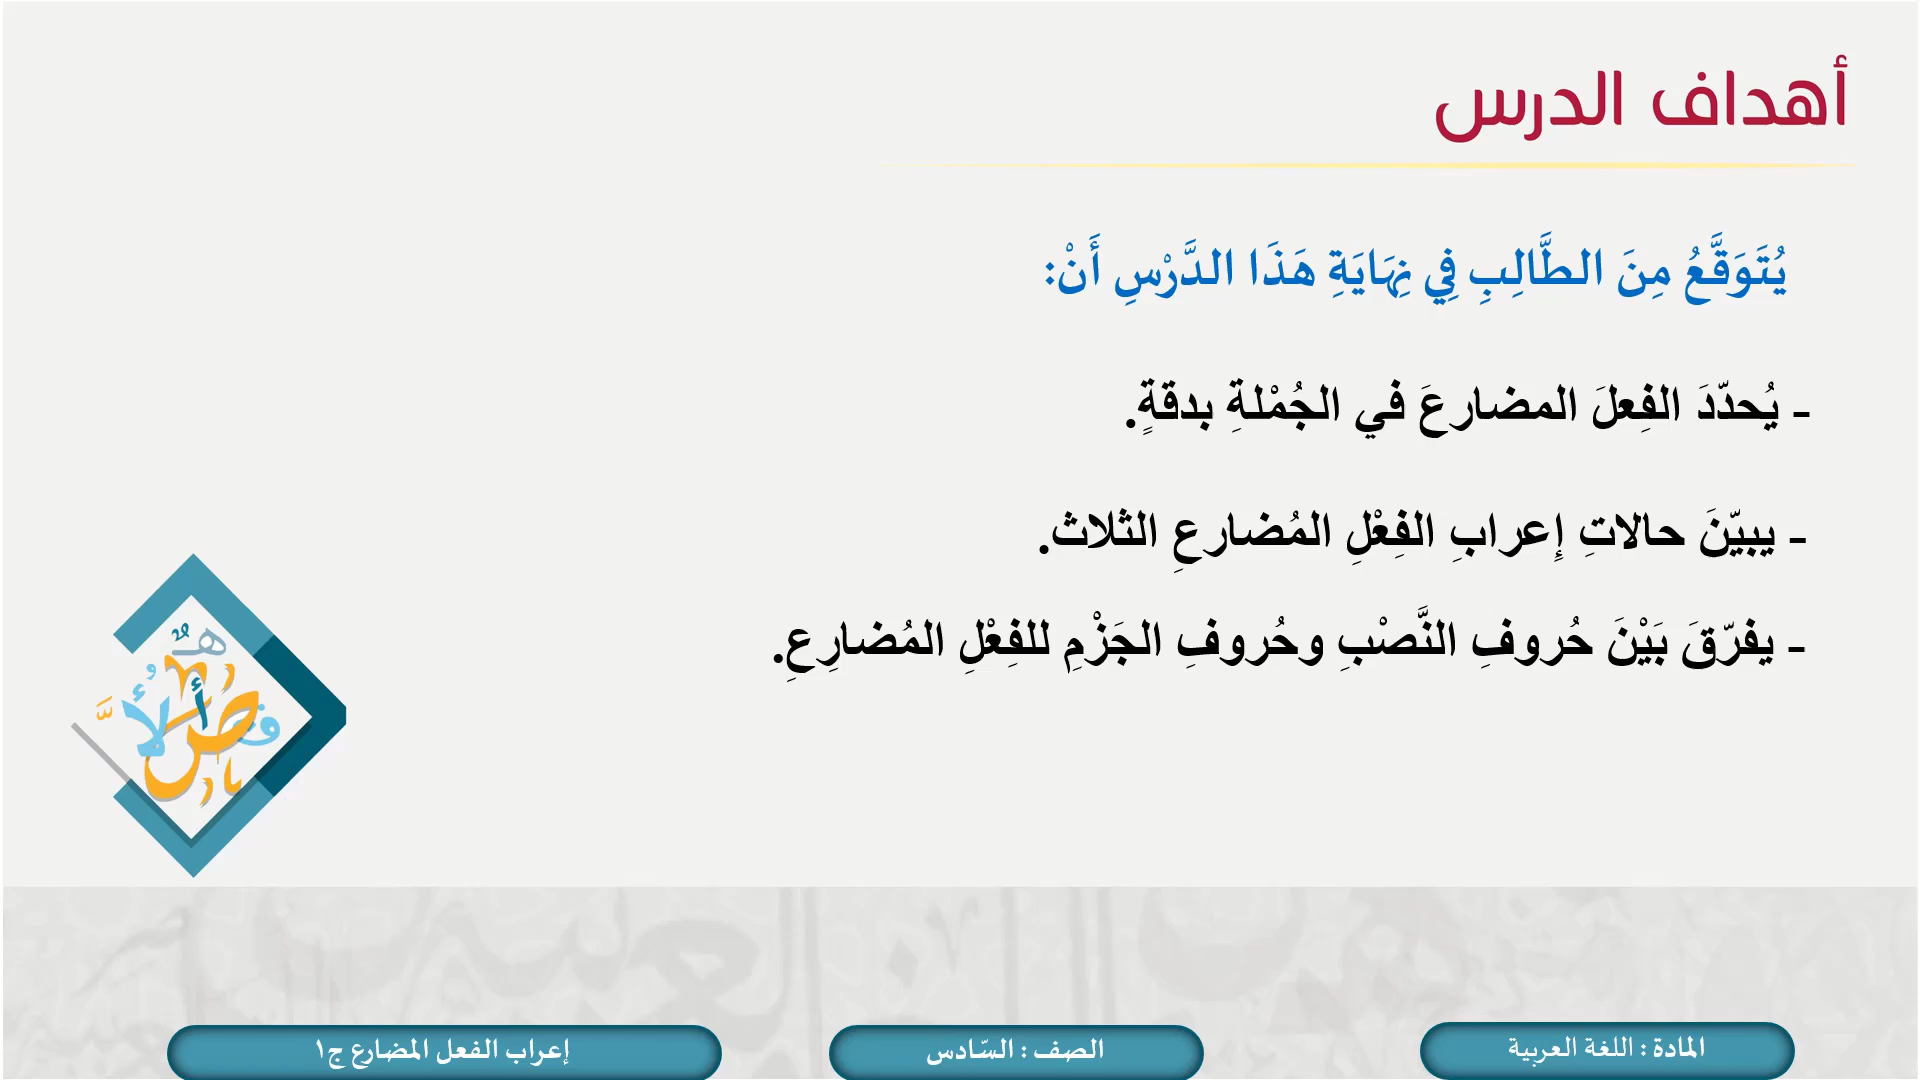 أهداف الدرس
يُتَوَقَّعُ مِنَ الطَّالِبِ فِي نِهَايَةِ هَذَا الدَّرْسِ أَنْ:
- يُحدّدَ الفِعلَ المضارعَ في الجُمْلةِ بدقةٍ.
- يبيّنَ حالاتِ إِعرابِ الفِعْلِ المُضارعِ الثلاث.
- يفرّقَ بَيْنَ حُروفِ النَّصْبِ وحُروفِ الجَزْمِ للفِعْلِ المُضارِعِ.
المادة : اللغة العربية
الصف : السّادس
إعراب الفعل المضارع ج١